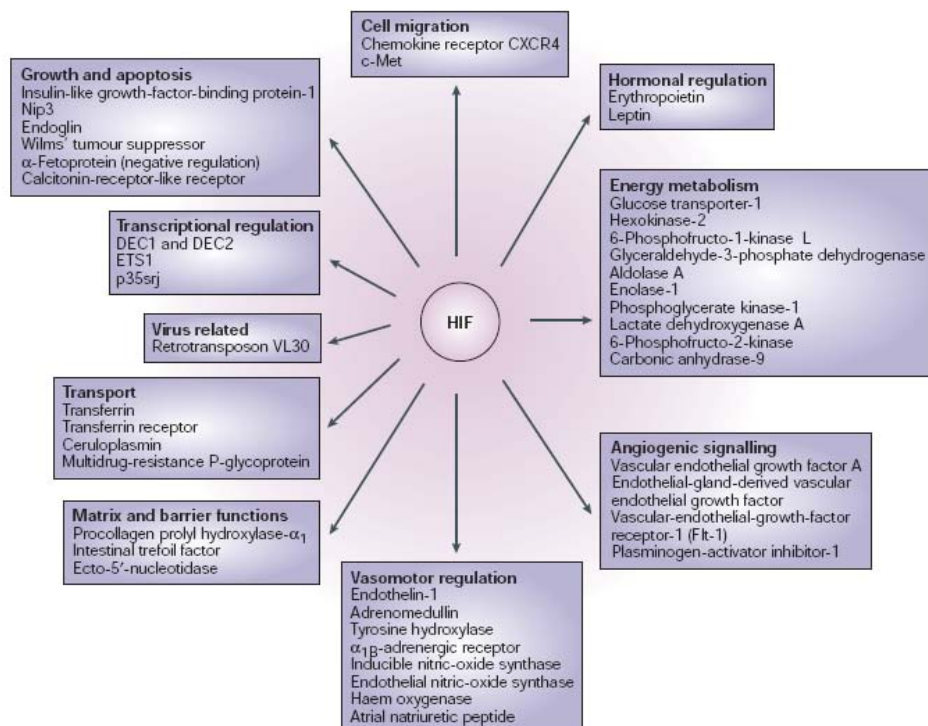 Cell migration
Chemokine receptor CXCR4
c-Met
Growth and apoptosis
Insulin-like growth-factor-binding protein-1
Nip3
Endoglin
Wilms' tumour suppressor
α-Fetoprotein (negative regulation)
Calcitonin-receptor-like receptor
Hormonal regulation
Erythropoietin
Leptin
Energy metabolism
Glucose transporter-1
Hexokinase-2
6-Phosphofructo-1-kinase L
Glyceraldehyde-3-phosphate dehydrogenase
Aldolase A
Enolase-1
Phosphoglycerate kinase-1
Lactate dehydroxygenase A
6-Phosphofructo-2-kinase
Carbonic anhydrase-9
Transcriptional regulation
DEC1 and DEC2
ETS1
p35srj
HIF
Virus related
Retrotransposon VL30
Transport
Transferrin
Transferrin receptor
Ceruloplasmin
Multidrug-resistance P-glycoprotein
Angiogenic signalling
Vascular endothelial growth factor A
Endothelial-gland-derived vascular
endothelial growth factor
Vascular-endothelial-growth-factor
receptor-1 (Flt-1)
Plasminogen-activator inhibitor-1
Matrix and barrier functions
Procollagen prolyl hydroxylase-α1
Intestinal trefoil factor
Ecto-5'-nucleotidase
Vasomotor regulation
Endothelin-1
Adrenomedullin
Tyrosine hydroxylase
α1B-adrenergic receptor
Inducible nitric-oxide synthase
Endothelial nitric-oxide synthase
Haem oxygenase
Atrial natriuretic peptide